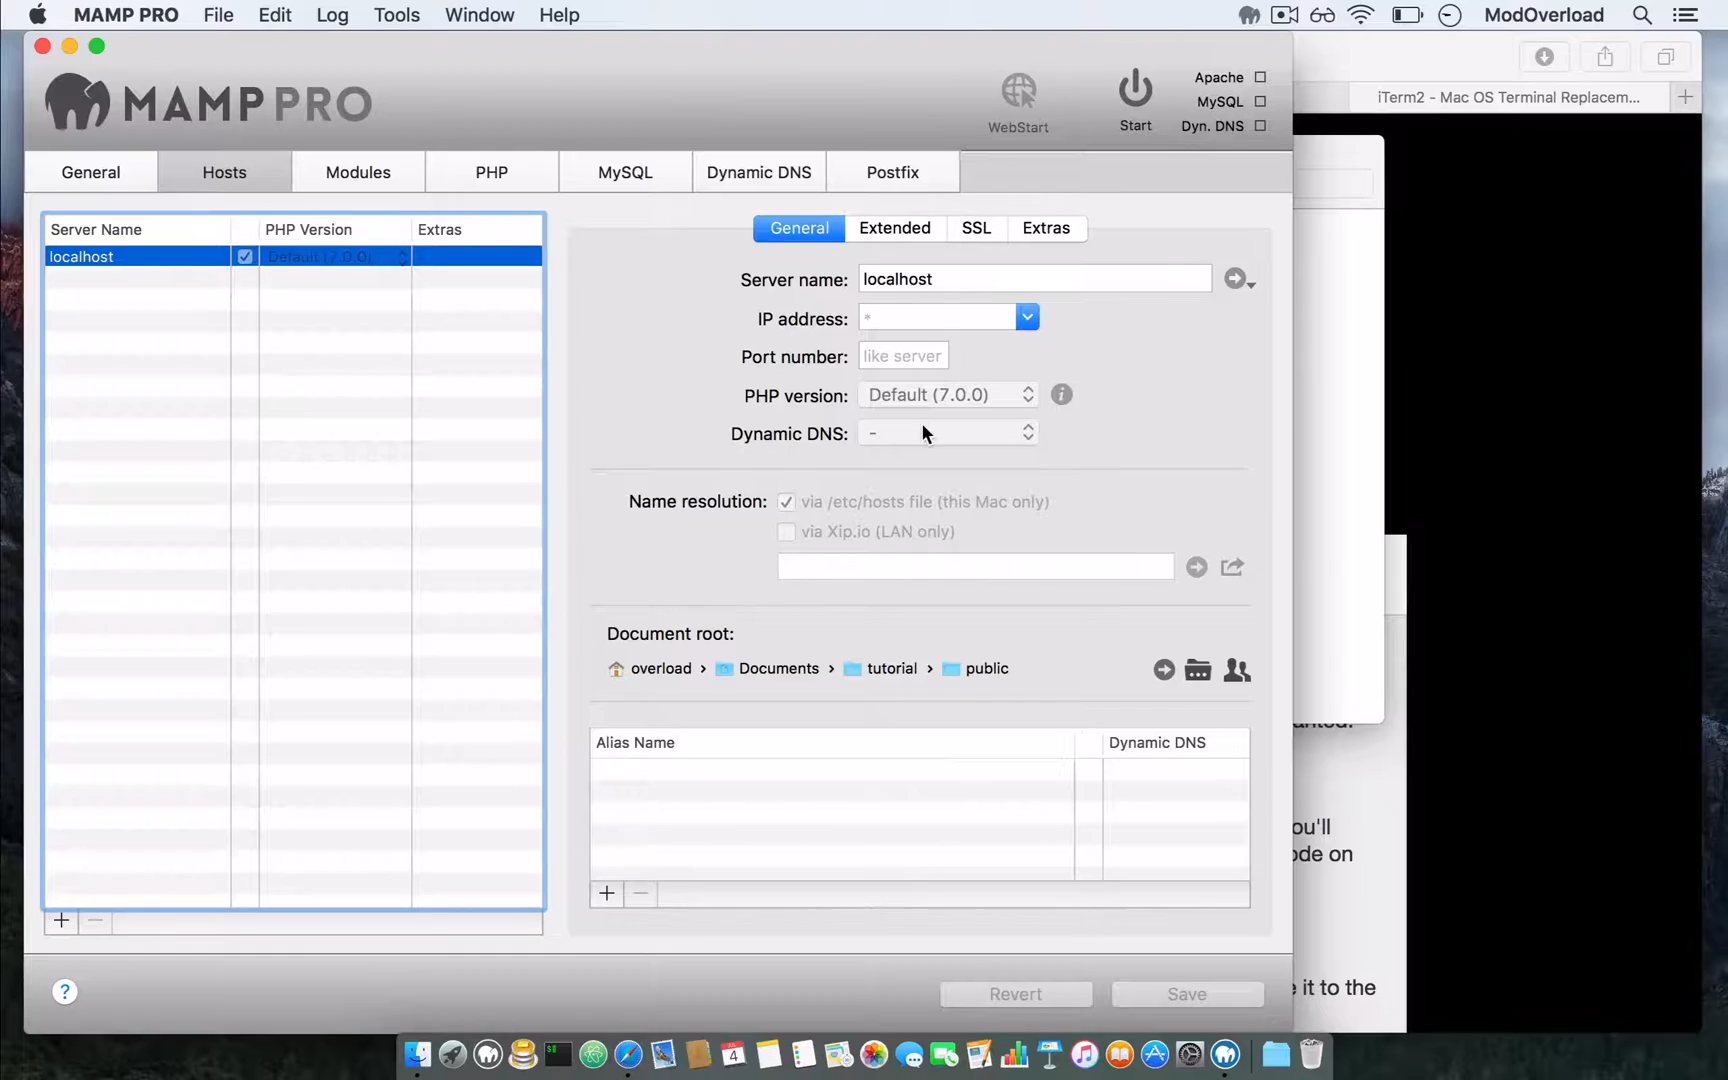 MAMP PRO File Edit Log Tools Window Help ModOverload
MAMP PRO
WebStart
Start
Apache
MySQL
Dyn. DNS
iTerm2 - Mac OS Terminal Replacem...
General Hosts Modules PHP MySQL Dynamic DNS Postfix
Server Name PHP Version Extras
localhost Default (7.0.0)
General Extended SSL Extras
Server name: localhost
IP address: *
Port number: like server
PHP version: Default (7.0.0)
Dynamic DNS: -
Name resolution: via /etc/hosts file (this Mac only)
via Xip.io (LAN only)
Document root:
overload › Documents › tutorial › public
Alias Name Dynamic DNS
ou'll
ode on
it to the
+ −
+ −
? Revert Save
4